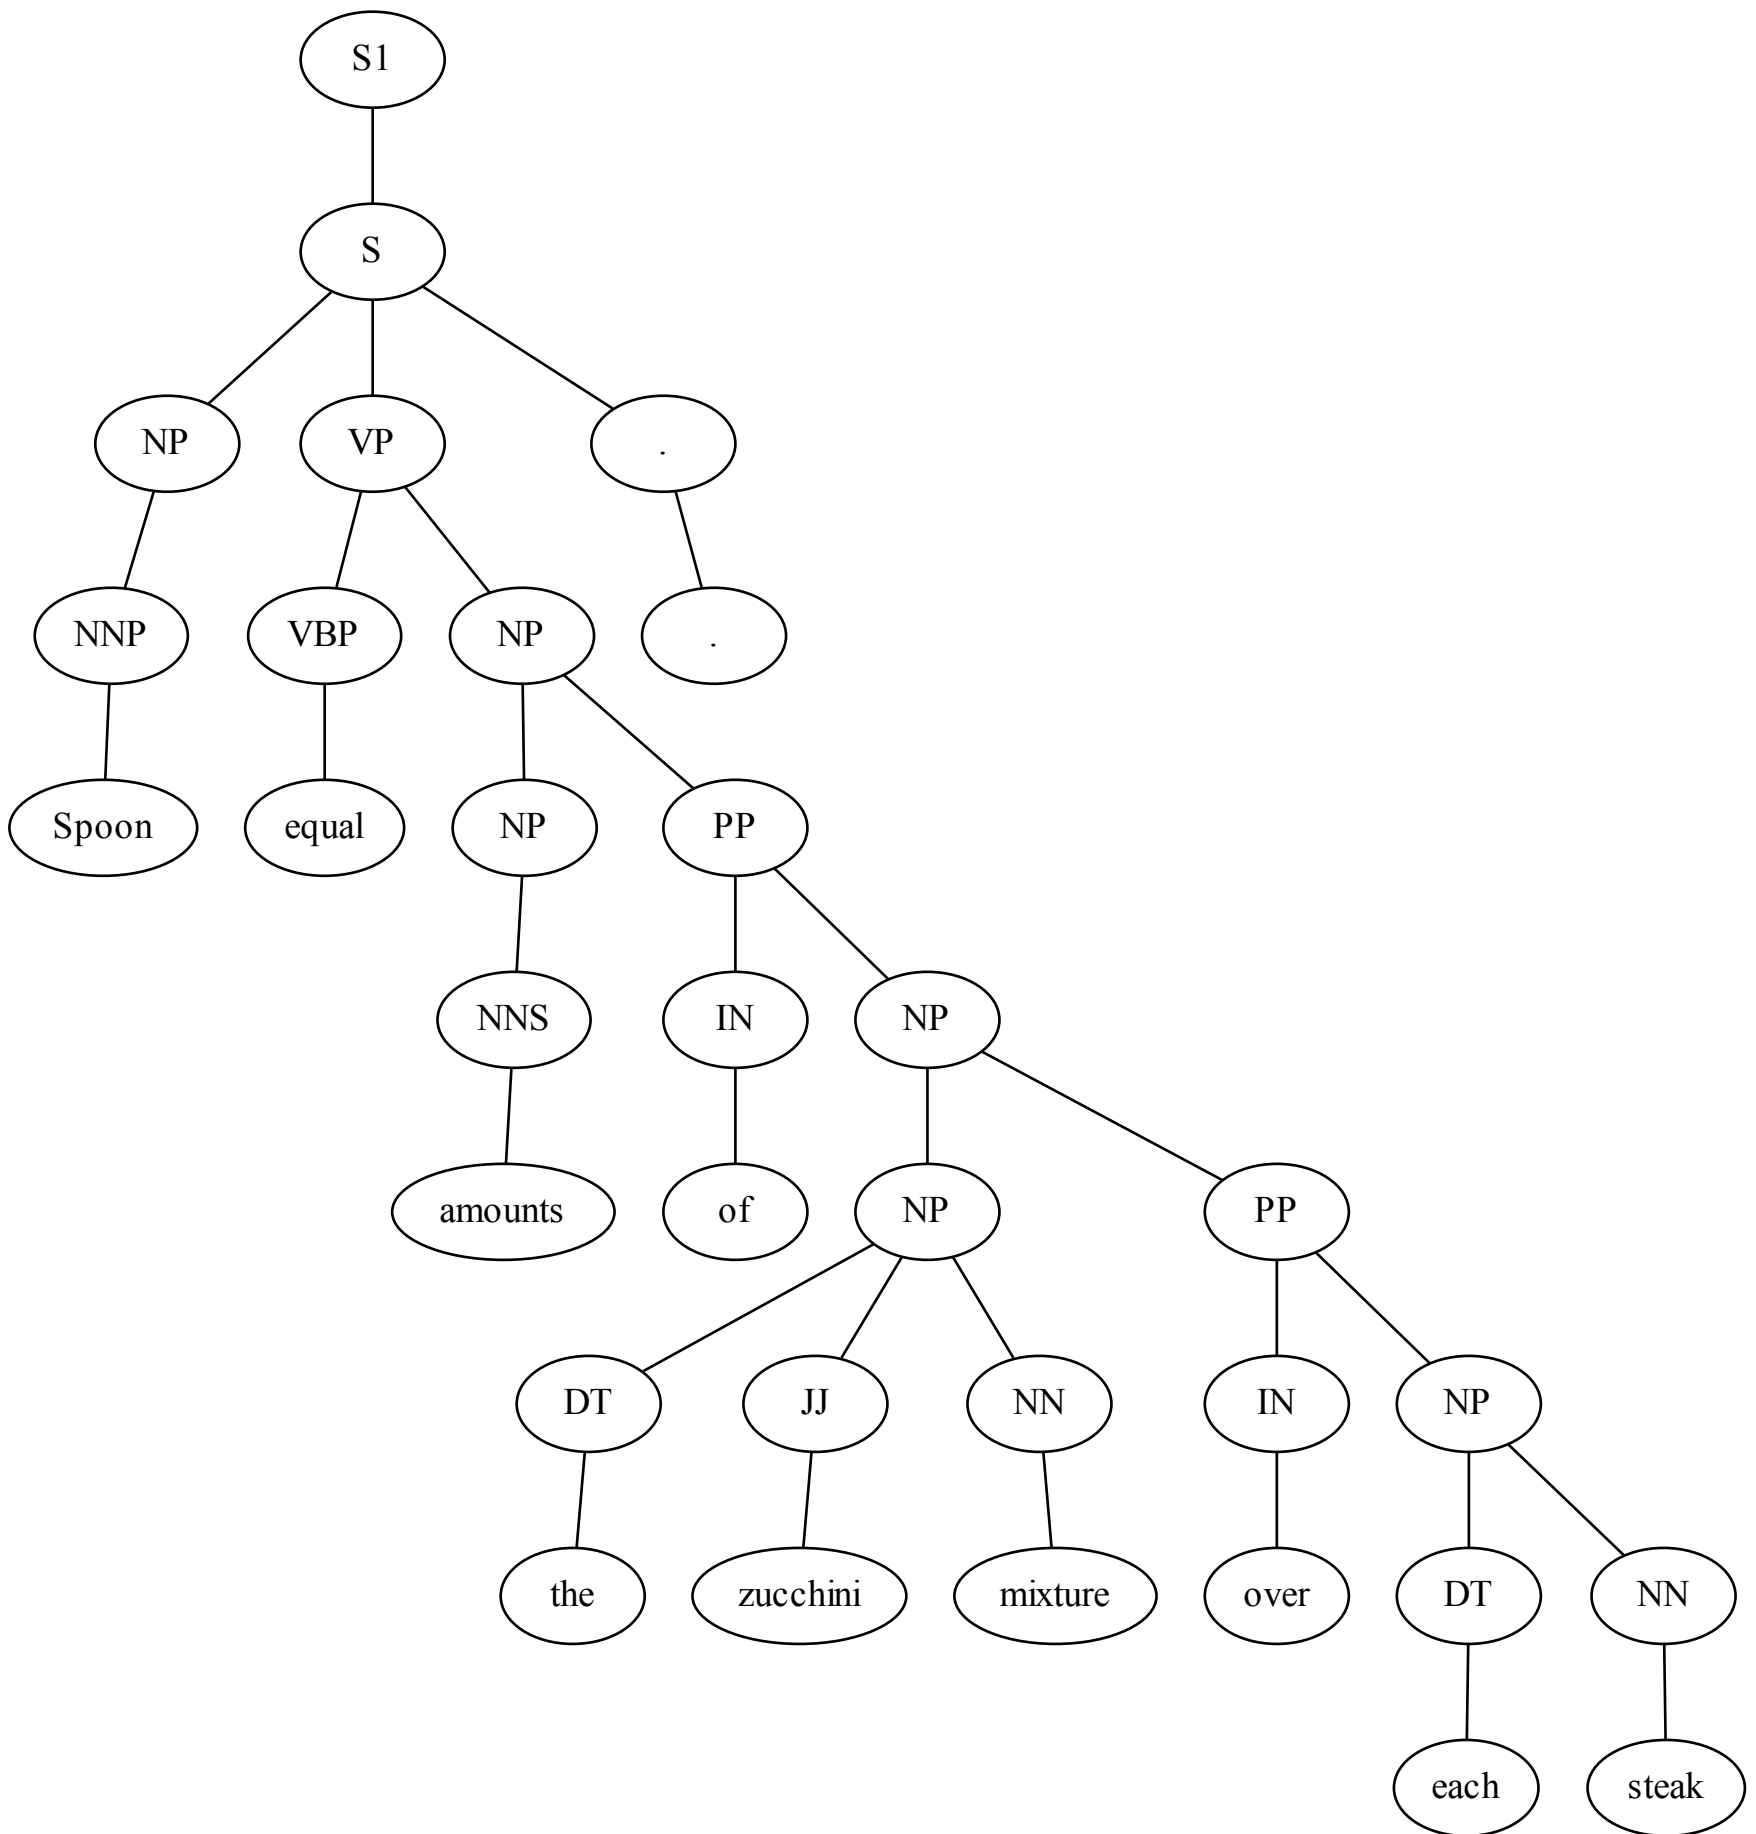 S1
S
NP VP .
NNP VBP NP .
Spoon equal NP PP
NNS IN NP
amounts of NP PP
DT JJ NN IN NP
the zucchini mixture over DT NN
each steak